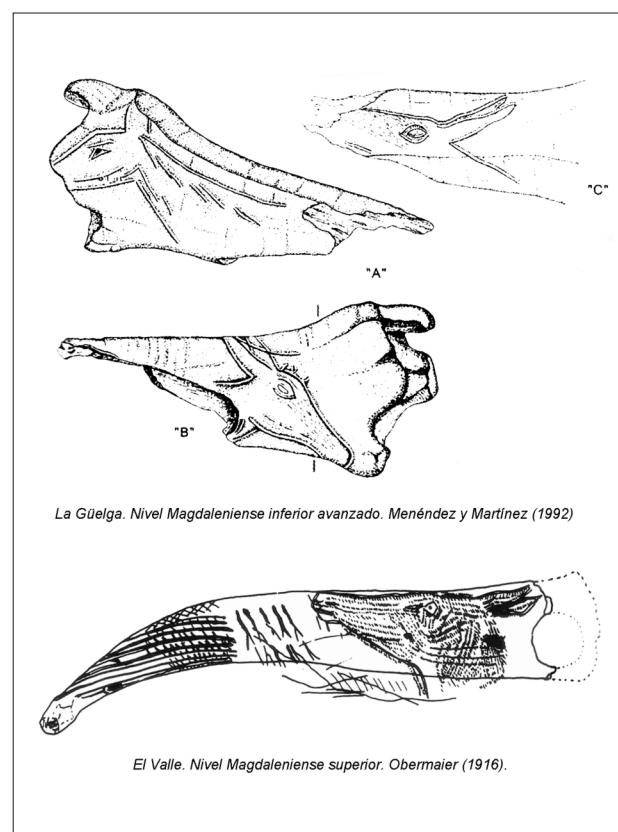 "C"
"A"
"B"
La Güelga. Nivel Magdaleniense inferior avanzado. Menéndez y Martínez (1992)
El Valle. Nivel Magdaleniense superior. Obermaier (1916).